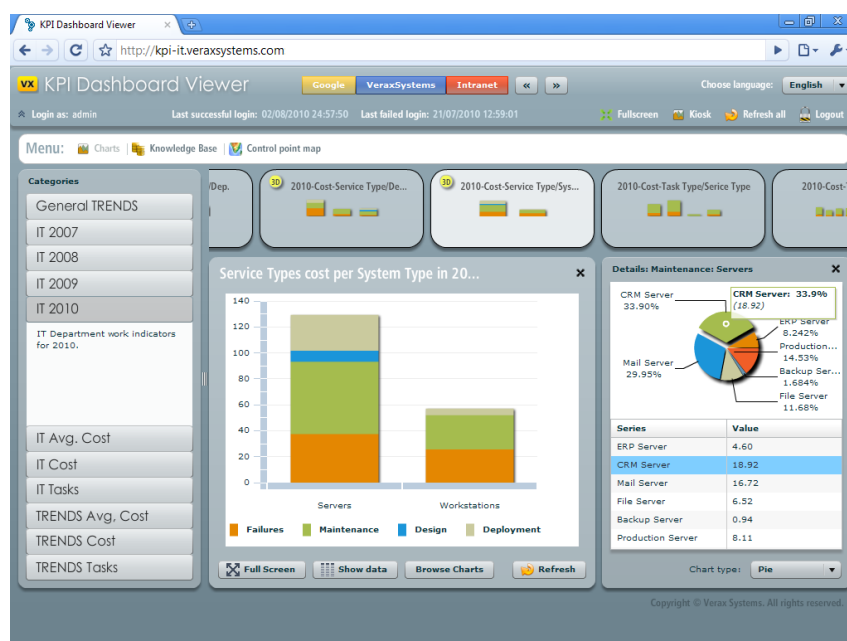 KPI Dashboard Viewer
http://kpi-it.veraxsystems.com
VX KPI Dashboard Viewer
Google VeraxSystems Intranet « »
Choose language: English
Login as: admin Last successful login: 02/08/2010 24:57:50 Last failed login: 21/07/2010 12:59:01
Fullscreen Kiosk Refresh all Logout
Menu: Charts Knowledge Base Control point map
Categories
General TRENDS
IT 2007
IT 2008
IT 2009
IT 2010
IT Department work indicators
for 2010.
IT Avg. Cost
IT Cost
IT Tasks
TRENDS Avg, Cost
TRENDS Cost
TRENDS Tasks
/Dep.
3D 2010-Cost-Service Type/De...
3D 2010-Cost-Service Type/Sys...
2010-Cost-Task Type/Serice Type
2010-Cost-
Service Types cost per System Type in 20...
140
120
100
80
60
40
20
0
Servers Workstations
Failures Maintenance Design Deployment
Full Screen Show data Browse Charts Refresh
Details: Maintenance: Servers
CRM Server
33.90%
CRM Server: 33.9%
(18.92)
ERP Server
8.242%
Production...
14.53%
Backup Ser...
1.684%
File Server
11.68%
Mail Server
29.95%
Series Value
ERP Server 4.60
CRM Server 18.92
Mail Server 16.72
File Server 6.52
Backup Server 0.94
Production Server 8.11
Chart type: Pie
Copyright © Verax Systems. All rights reserved.